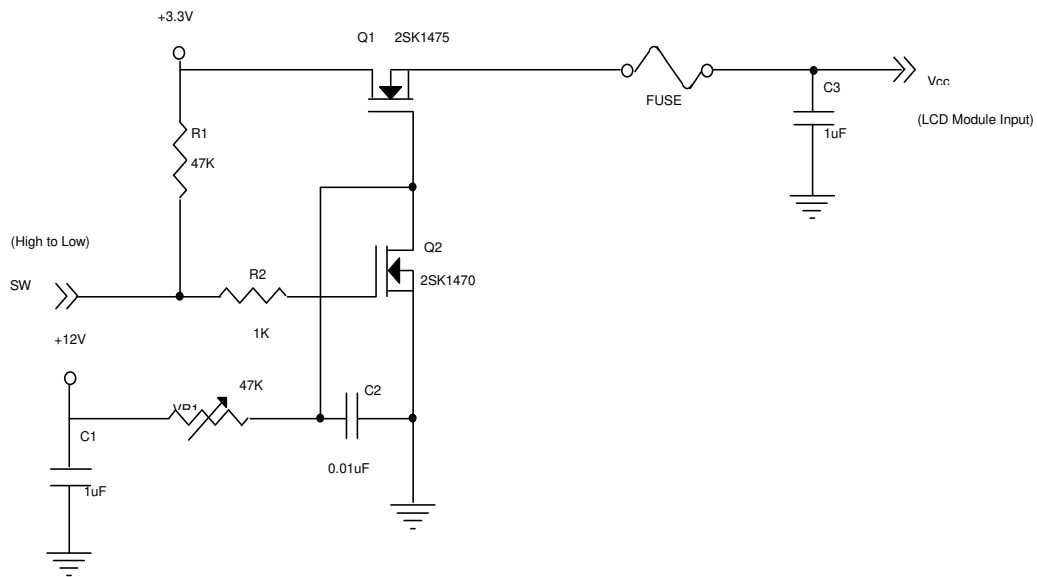 +3.3V
Q1 2SK1475
FUSE
C3
Vcc
(LCD Module Input)
1uF
R1
47K
(High to Low)
SW
R2
1K
Q2
2SK1470
+12V
47K
VR1
C2
C1
0.01uF
1uF